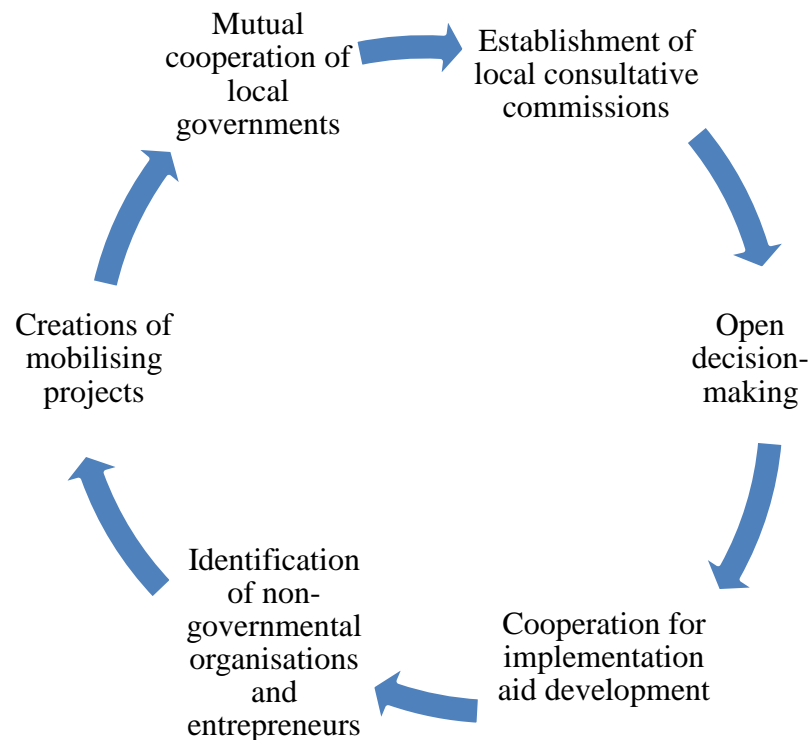 Mutual
cooperation of
local
governments
Establishment of
local consultative
commissions
Open
decision-
making
Cooperation for
implementation
aid development
Identification
of non-
governmental
organisations
and
entrepreneurs
Creations of
mobilising
projects